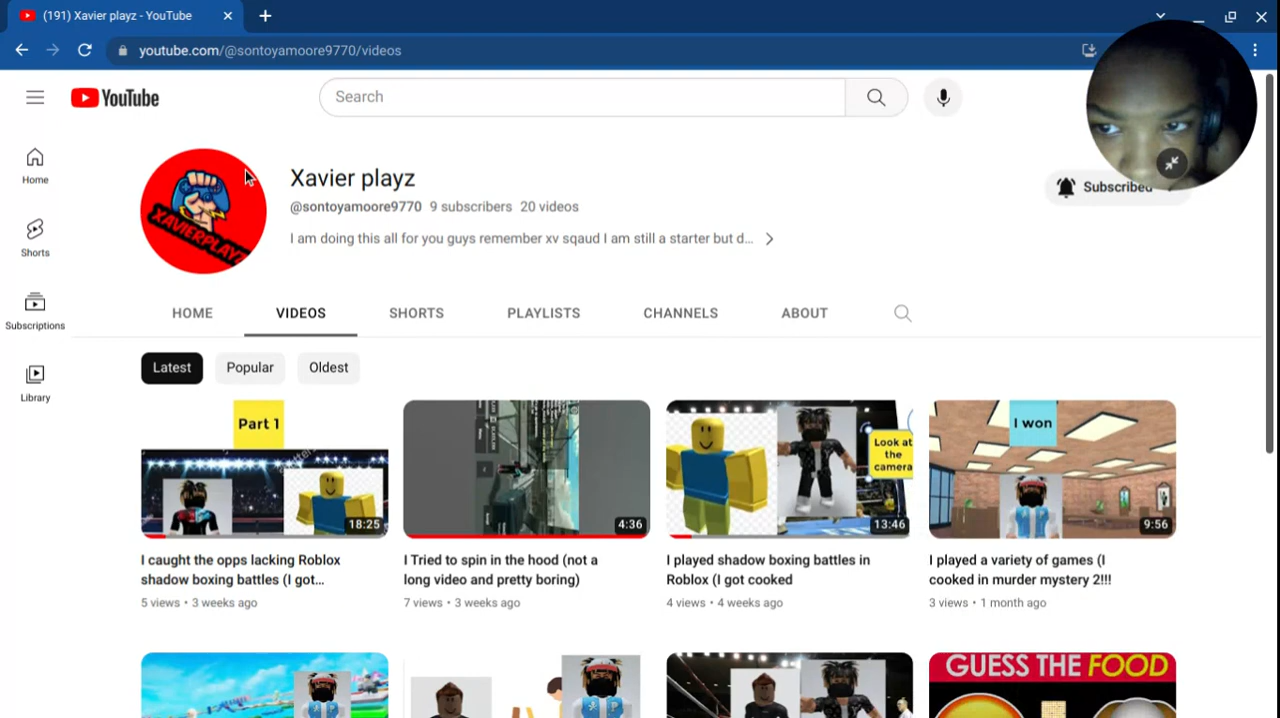 (191) Xavier playz - YouTube
youtube.com/@sontoyamoore9770/videos
YouTube
Search
Home
Shorts
Subscriptions
Library
XAVIERPLAYZ
Xavier playz
@sontoyamoore9770 9 subscribers 20 videos
I am doing this all for you guys remember xv sqaud I am still a starter but d...
Subscribed
HOME VIDEOS SHORTS PLAYLISTS CHANNELS ABOUT
Latest Popular Oldest
Part 1
18:25
I caught the opps lacking Roblox
shadow boxing battles (I got...
5 views • 3 weeks ago
4:36
I Tried to spin in the hood (not a
long video and pretty boring)
7 views • 3 weeks ago
Look at
the
camera
13:46
I played shadow boxing battles in
Roblox (I got cooked
4 views • 4 weeks ago
I won
9:56
I played a variety of games (I
cooked in murder mystery 2!!!
3 views • 1 month ago
GUESS THE FOOD